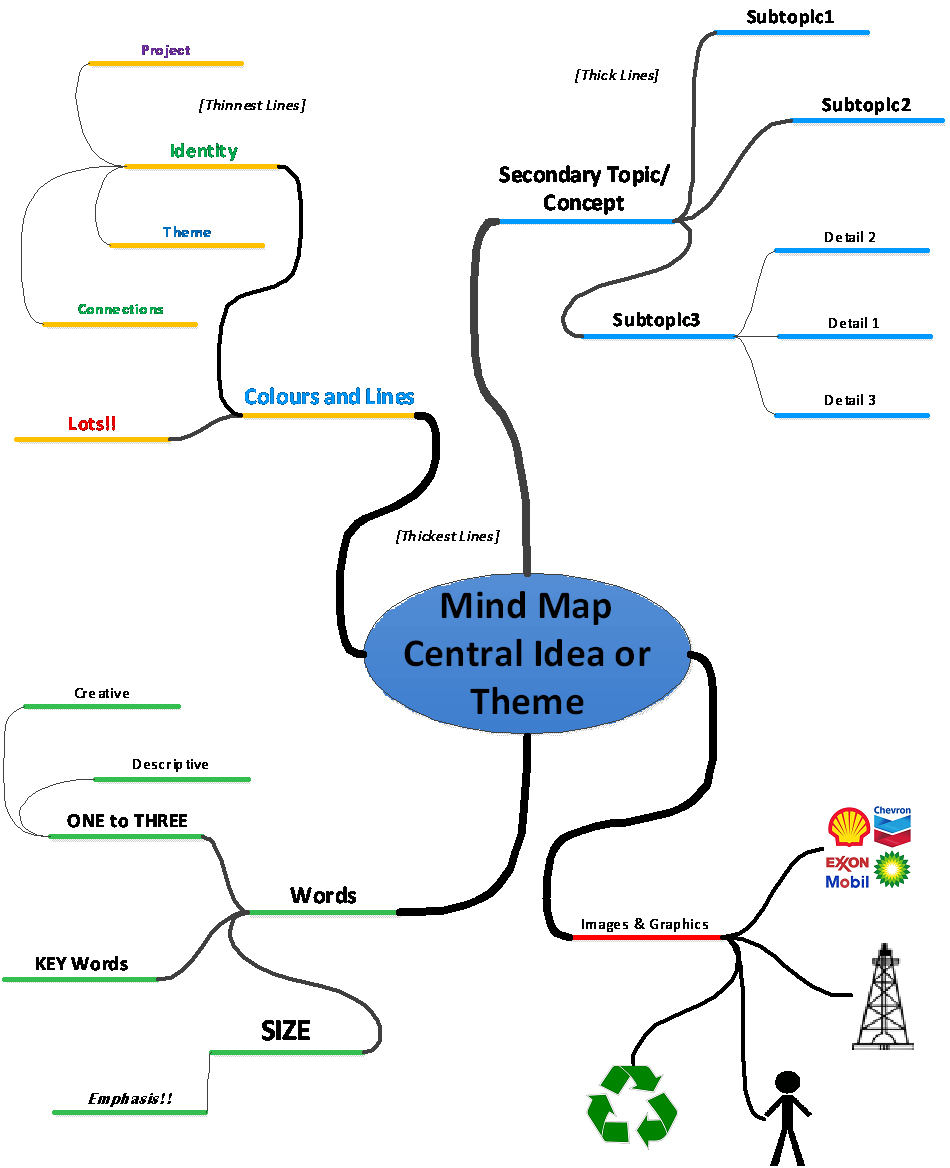 Subtopic1
Project
[Thick Lines]
[Thinnest Lines]
Subtopic2
Identity
Secondary Topic/
Concept
Theme
Detail 2
Connections
Subtopic3
Detail 1
Colours and Lines
Lots!!
Detail 3
[Thickest Lines]
Mind Map
Central Idea or
Theme
Creative
Descriptive
ONE to THREE
Chevron
EXXON
Mobil
Words
Images & Graphics
KEY Words
SIZE
Emphasis!!